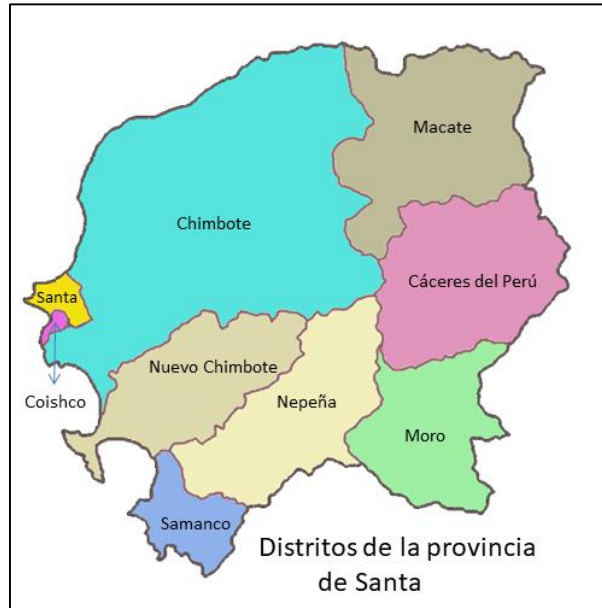 Macate
Chimbote
Cáceres del Perú
Santa
Nuevo Chimbote
Coishco
Nepeña
Moro
Samanco
Distritos de la provincia
de Santa